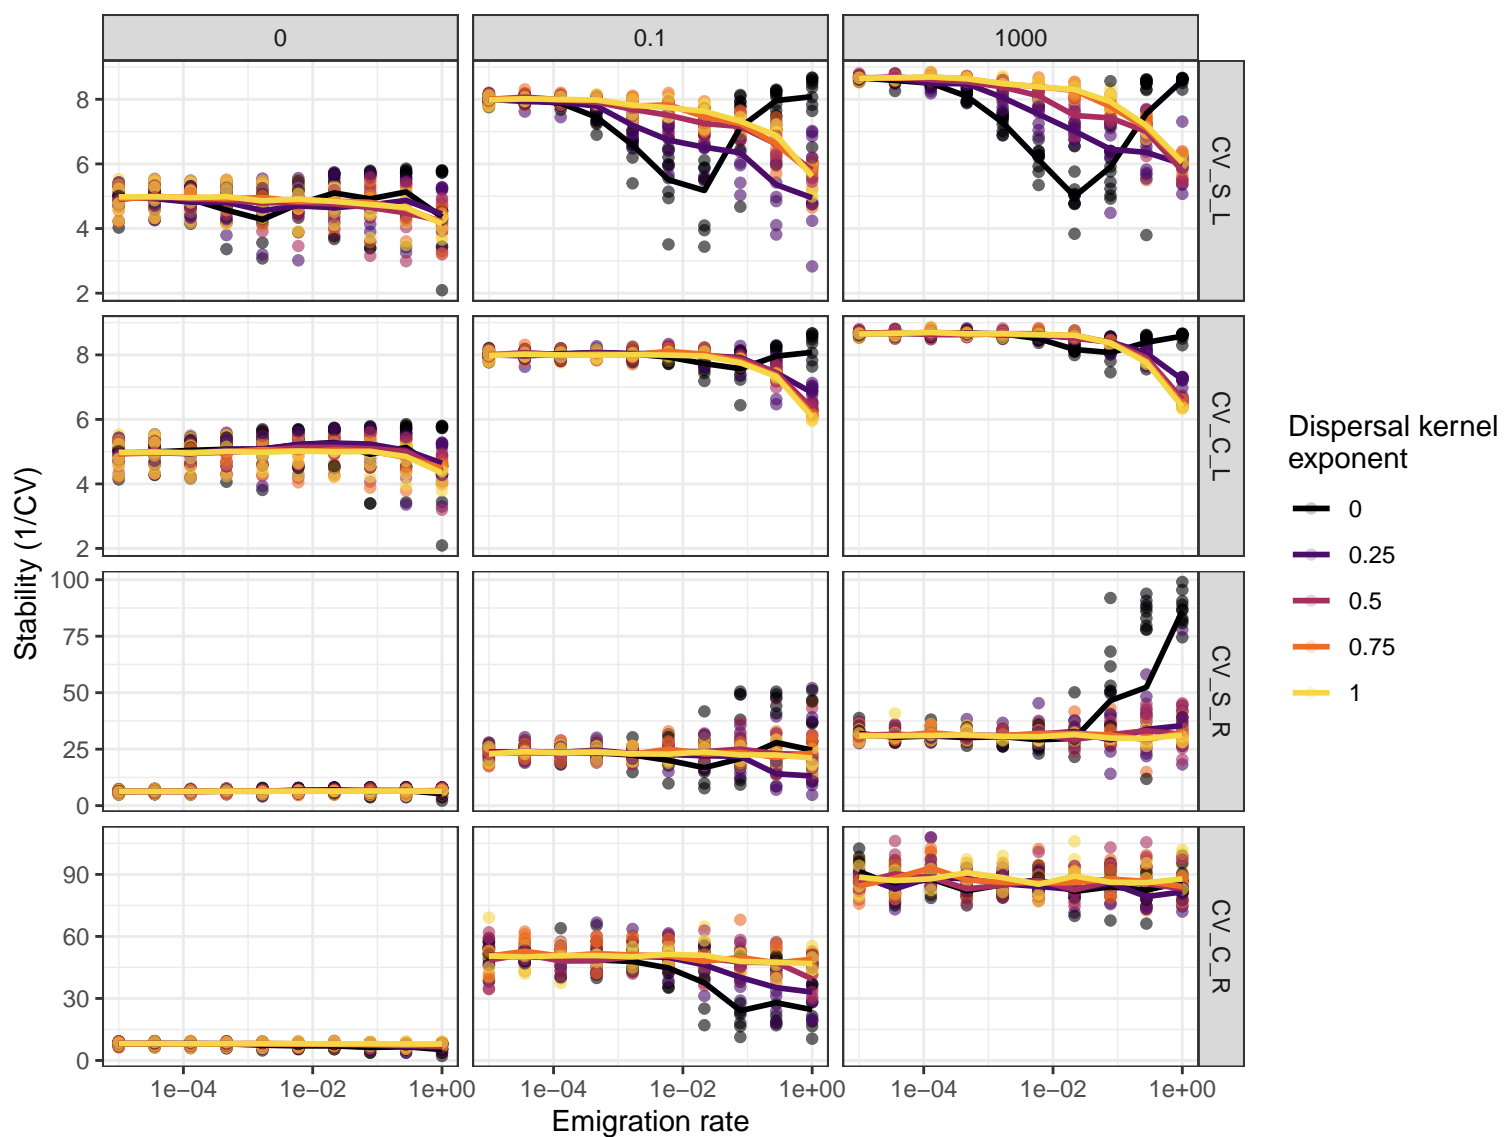 0 0.1 1000
8
6
4
2
CV_S_L
8
6
4
2
CV_C_L
100
75
50
25
0
CV_S_R
90
60
30
0
CV_C_R
1e−04 1e−02 1e+00 1e−04 1e−02 1e+00 1e−04 1e−02 1e+00
Emigration rate
Stability (1/CV)
Dispersal kernel
exponent
0
0.25
0.5
0.75
1